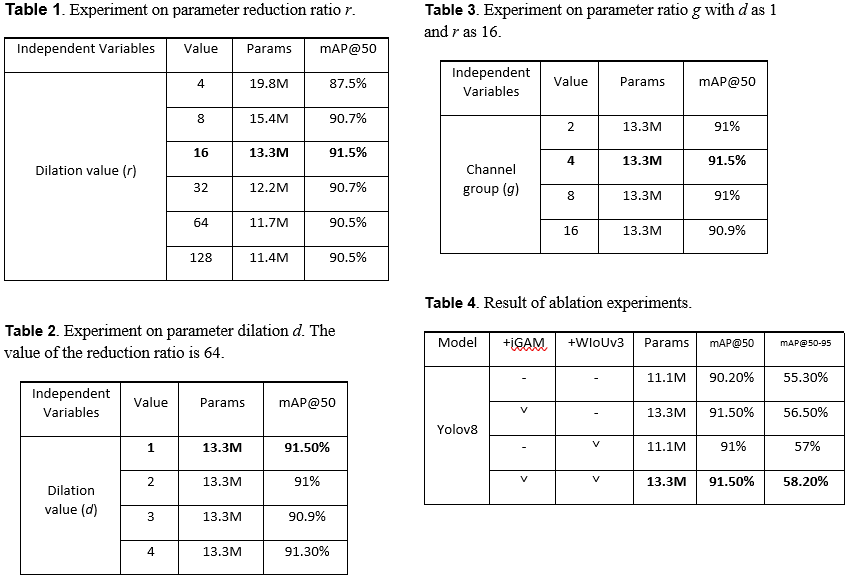 Table 1. Experiment on parameter reduction ratio r.
Independent Variables Value Params mAP@50
Dilation value (r)
4 19.8M 87.5%
8 15.4M 90.7%
16 13.3M 91.5%
32 12.2M 90.7%
64 11.7M 90.5%
128 11.4M 90.5%
Table 2. Experiment on parameter dilation d. The
value of the reduction ratio is 64.
Independent
Variables
Value Params mAP@50
Dilation
value (d)
1 13.3M 91.50%
2 13.3M 91%
3 13.3M 90.9%
4 13.3M 91.30%
Table 3. Experiment on parameter ratio g with d as 1
and r as 16.
Independent
Variables
Value Params mAP@50
Channel
group (g)
2 13.3M 91%
4 13.3M 91.5%
8 13.3M 91%
16 13.3M 90.9%
Table 4. Result of ablation experiments.
Model +iGAM +WIoUv3 Params mAP@50 mAP@50-95
Yolov8
- - 11.1M 90.20% 55.30%
v - 13.3M 91.50% 56.50%
- v 11.1M 91% 57%
v v 13.3M 91.50% 58.20%